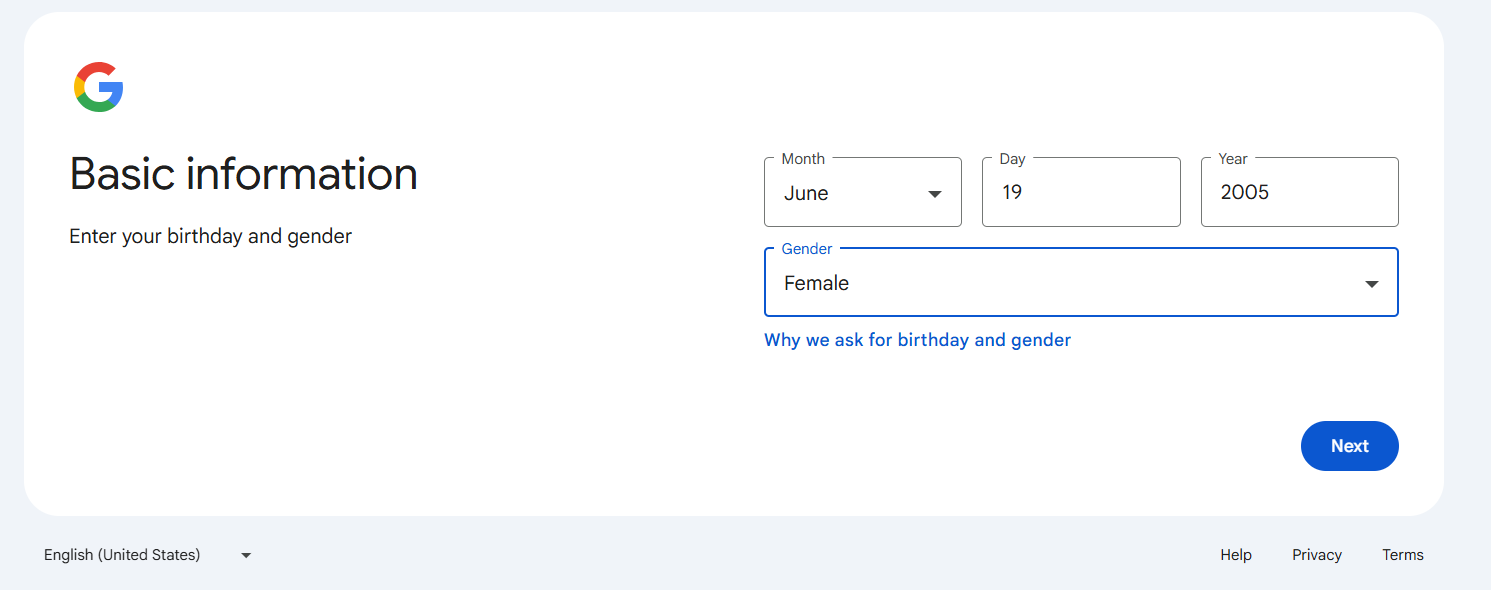 Basic information
Enter your birthday and gender
Month
June
Day
19
Year
2005
Gender
Female
Why we ask for birthday and gender
Next
English (United States)
Help
Privacy
Terms